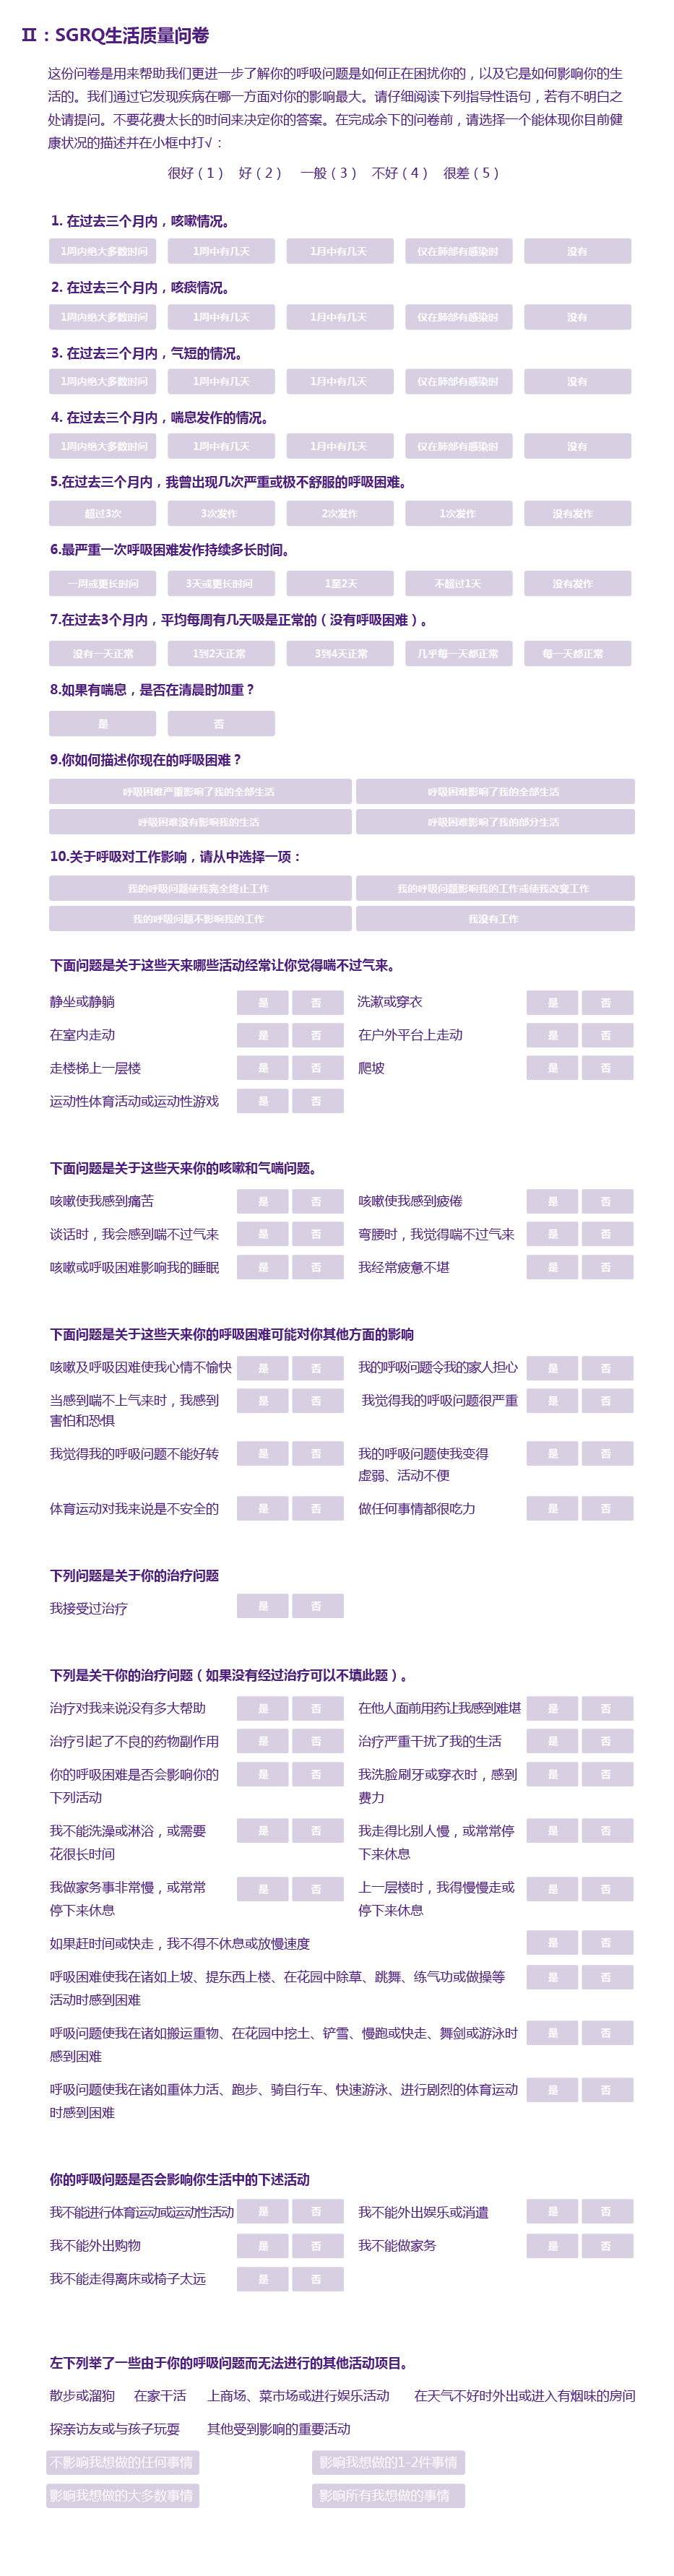 Ⅱ：SGRQ生活质量问卷
这份问卷是用来帮助我们更进一步了解你的呼吸问题是如何正在困扰你的，以及它是如何影响你的生
活的。我们通过它发现疾病在哪一方面对你的影响最大。请仔细阅读下列指导性语句，若有不明白之
处请提问。不要花费太长的时间来决定你的答案。在完成余下的问卷前，请选择一个能体现你目前健
康状况的描述并在小框中打√：
很好（1） 好（2） 一般（3） 不好（4） 很差（5）
1. 在过去三个月内，咳嗽情况。
1周内绝大多数时间 1周中有几天 1月中有几天 仅在肺部有感染时 没有
2. 在过去三个月内，咳痰情况。
1周内绝大多数时间 1周中有几天 1月中有几天 仅在肺部有感染时 没有
3. 在过去三个月内，气短的情况。
1周内绝大多数时间 1周中有几天 1月中有几天 仅在肺部有感染时 没有
4. 在过去三个月内，喘息发作的情况。
1周内绝大多数时间 1周中有几天 1月中有几天 仅在肺部有感染时 没有
5.在过去三个月内，我曾出现几次严重或极不舒服的呼吸困难。
超过3次 3次发作 2次发作 1次发作 没有发作
6.最严重一次呼吸困难发作持续多长时间。
一周或更长时间 3天或更长时间 1至2天 不超过1天 没有发作
7.在过去3个月内，平均每周有几天吸是正常的（没有呼吸困难）。
没有一天正常 1到2天正常 3到4天正常 几乎每一天都正常 每一天都正常
8.如果有喘息，是否在清晨时加重？
是 否
9.你如何描述你现在的呼吸困难？
呼吸困难严重影响了我的全部生活 呼吸困难影响了我的全部生活
呼吸困难没有影响我的生活 呼吸困难影响了我的部分生活
10.关于呼吸对工作影响，请从中选择一项：
我的呼吸问题使我完全终止工作 我的呼吸问题影响我的工作或使我改变工作
我的呼吸问题不影响我的工作 我没有工作
下面问题是关于这些天来哪些活动经常让你觉得喘不过气来。
静坐或静躺 是 否 洗漱或穿衣 是 否
在室内走动 是 否 在户外平台上走动 是 否
走楼梯上一层楼 是 否 爬坡 是 否
运动性体育活动或运动性游戏 是 否
下面问题是关于这些天来你的咳嗽和气喘问题。
咳嗽使我感到痛苦 是 否 咳嗽使我感到疲倦 是 否
谈话时，我会感到喘不过气来 是 否 弯腰时，我觉得喘不过气来 是 否
咳嗽或呼吸困难影响我的睡眠 是 否 我经常疲惫不堪 是 否
下面问题是关于这些天来你的呼吸困难可能对你其他方面的影响
咳嗽及呼吸因难使我心情不愉快 是 否 我的呼吸问题令我的家人担心 是 否
当感到喘不上气来时，我感到 是 否 我觉得我的呼吸问题很严重 是 否
害怕和恐惧
我觉得我的呼吸问题不能好转 是 否 我的呼吸问题使我变得 是 否
虚弱、活动不便
体育运动对我来说是不安全的 是 否 做任何事情都很吃力 是 否
下列问题是关于你的治疗问题
我接受过治疗 是 否
下列是关于你的治疗问题（如果没有经过治疗可以不填此题）。
治疗对我来说没有多大帮助 是 否 在他人面前用药让我感到难堪 是 否
治疗引起了不良的药物副作用 是 否 治疗严重干扰了我的生活 是 否
你的呼吸困难是否会影响你的 是 否 我洗脸刷牙或穿衣时，感到 是 否
下列活动 费力
我不能洗澡或淋浴，或需要 是 否 我走得比别人慢，或常常停 是 否
花很长时间 下来休息
我做家务事非常慢，或常常 是 否 上一层楼时，我得慢慢走或 是 否
停下来休息 停下来休息
如果赶时间或快走，我不得不休息或放慢速度 是 否
呼吸困难使我在诸如上坡、提东西上楼、在花园中除草、跳舞、练气功或做操等 是 否
活动时感到困难
呼吸问题使我在诸如搬运重物、在花园中挖土、铲雪、慢跑或快走、舞剑或游泳时 是 否
感到困难
呼吸问题使我在诸如重体力活、跑步、骑自行车、快速游泳、进行剧烈的体育运动 是 否
时感到困难
你的呼吸问题是否会影响你生活中的下述活动
我不能进行体育运动或运动性活动 是 否 我不能外出娱乐或消遣 是 否
我不能外出购物 是 否 我不能做家务 是 否
我不能走得离床或椅子太远 是 否
左下列举了一些由于你的呼吸问题而无法进行的其他活动项目。
散步或溜狗 在家干活 上商场、菜市场或进行娱乐活动 在天气不好时外出或进入有烟味的房间
探亲访友或与孩子玩耍 其他受到影响的重要活动
不影响我想做的任何事情 影响我想做的1-2件事情
影响我想做的大多数事情 影响所有我想做的事情